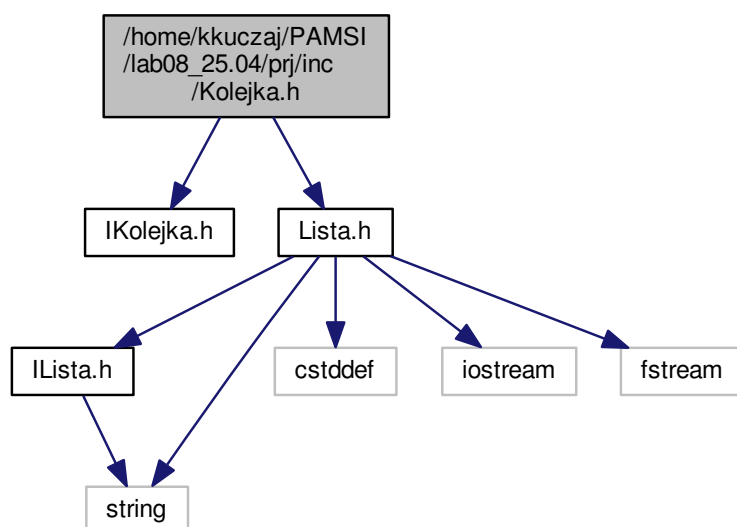 /home/kkuczaj/PAMSI
/lab08_25.04/prj/inc
/Kolejka.h
IKolejka.h
Lista.h
ILista.h
cstddef
iostream
fstream
string